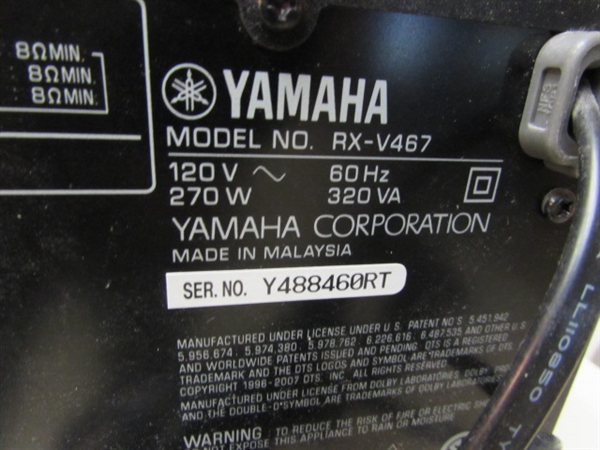 8ΩMIN.
8ΩMIN.
8ΩMIN.
YAMAHA
MODEL NO. RX-V467
120 V ~ 60 Hz
270 W 320 VA
YAMAHA CORPORATION
MADE IN MALAYSIA
SER. NO. Y488460RT
MANUFACTURED UNDER LICENSE UNDER U.S. PATENT NO'S 5,451,942
5,956,674 , 5,974,380 , 5,978,762 , 6,226,616 , 6,487,535 AND OTHER U.S.
AND WORLDWIDE PATENTS ISSUED AND PENDING. DTS IS A REGISTERED
TRADEMARK AND THE DTS LOGOS AND SYMBOL ARE TRADEMARKS OF
COPYRIGHT 1996-2007 DTS, INC. ALL RIGHTS RESERVED.
MANUFACTURED UNDER LICENSE FROM DOLBY LABORATORIES. DOLBY,
AND THE DOUBLE-D SYMBOL ARE TRADEMARKS OF DOLBY LABORATORIES
WARNING TO REDUCE THE RISK OF FIRE OR ELECTRIC
NOT EXPOSE THIS APPLIANCE TO RAIN OR MOISTURE
LL110850